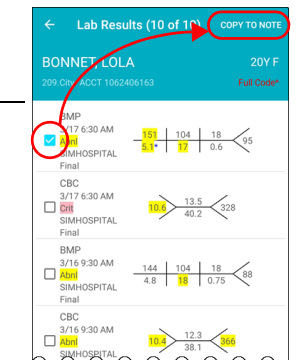 ← Lab Results (10 of 10) COPY TO NOTE
BONNET, LOLA 20Y F
209.City ACCT 1062406163 Full Code*
BMP
3/17 6:30 AM
Abnl
SIMHOSPITAL
Final
151 104 18 95
5.1* 17 0.6
CBC
3/17 6:30 AM
Crit
SIMHOSPITAL
Final
10.6 13.5 328
40.2
BMP
3/16 9:30 AM
Abnl
SIMHOSPITAL
Final
144 104 18 88
4.8 18 0.75
CBC
3/16 9:30 AM
Abnl
SIMHOSPITAL
10.4 12.3 366
38.1